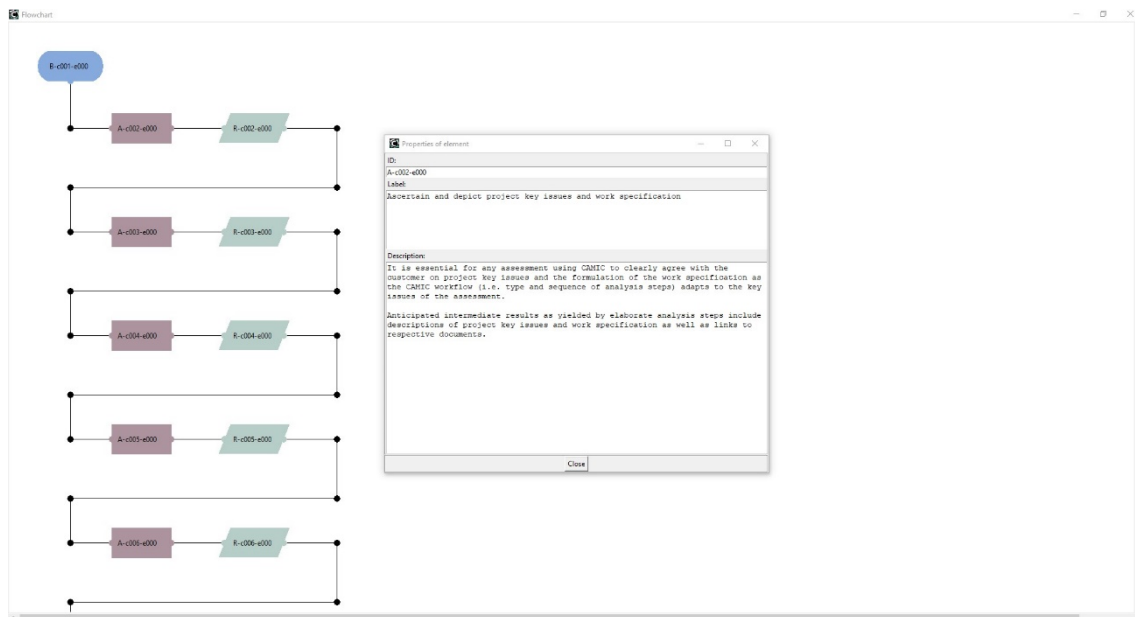 Flowchart
B-c001-e000
A-c002-e000
R-c002-e000
A-c003-e000
R-c003-e000
A-c004-e000
R-c004-e000
A-c005-e000
R-c005-e000
A-c006-e000
R-c006-e000
Properties of element
ID:
A-c002-e000
Label:
Ascertain and depict project key issues and work specification
Description:
It is essential for any assessment using CAMIC to clearly agree with the
customer on project key issues and the formulation of the work specification as
the CAMIC workflow (i.e. type and sequence of analysis steps) adapts to the key
issues of the assessment.
Anticipated intermediate results as yielded by elaborate analysis steps include
descriptions of project key issues and work specification as well as links to
respective documents.
Close